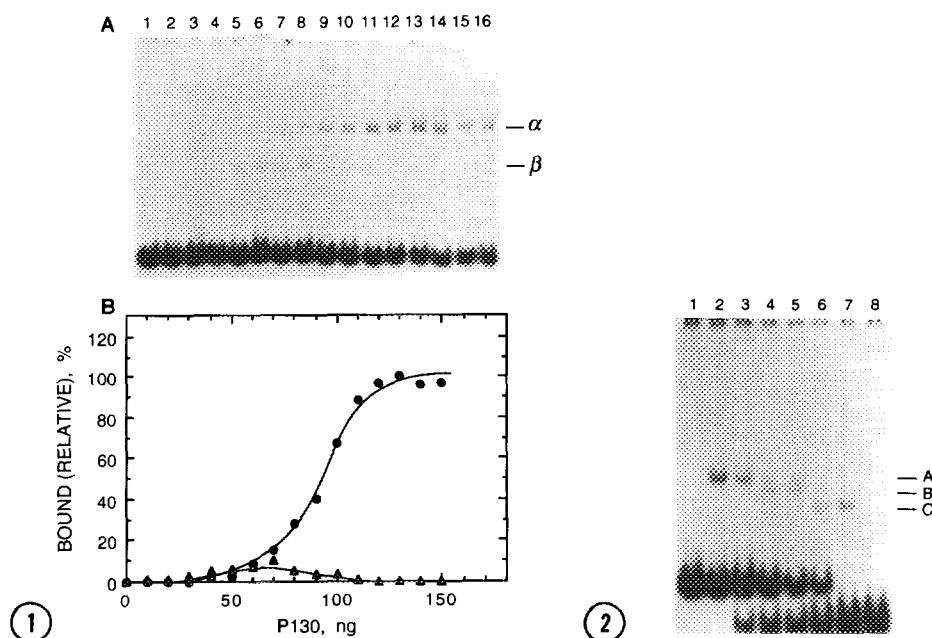 A 1 2 3 4 5 6 7 8 9 10 11 12 13 14 15 16
α
β
B
120
100
80
60
40
20
0
BOUND (RELATIVE), %
0 50 100 150
P130, ng
1
1 2 3 4 5 6 7 8
A
B
C
2